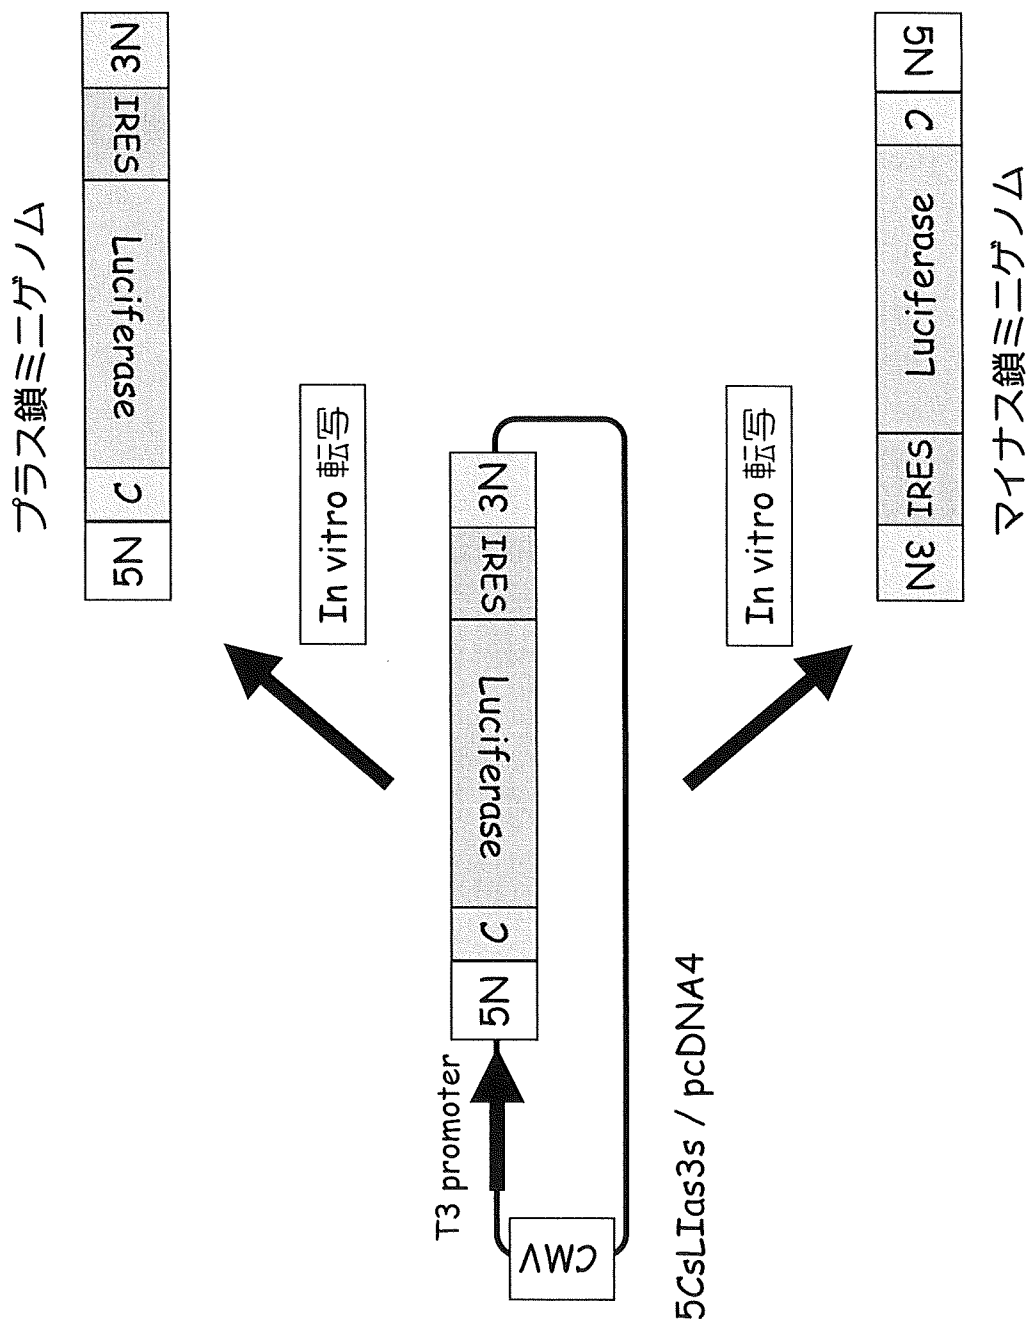 プラス鎖ミニゲノム
5N C Luciferase IRES 3N
In vitro 転写
T3 promoter
5N C Luciferase IRES 3N
CMV
5CsLIas3s / pcDNA4
In vitro 転写
3N IRES Luciferase C 5N
マイナス鎖ミニゲノム